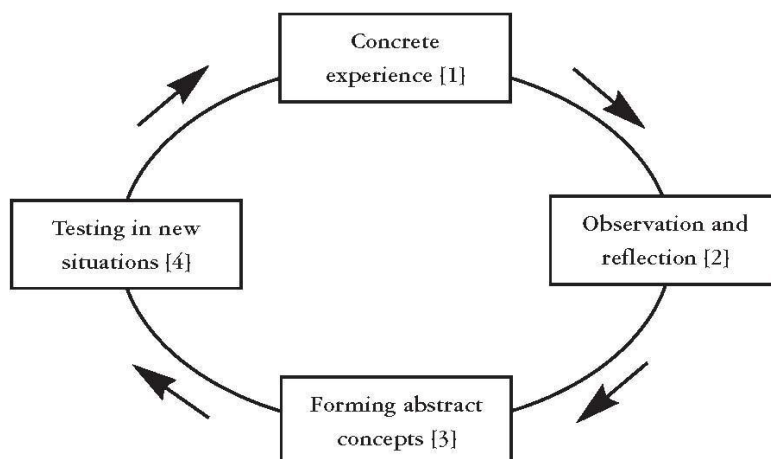 Concrete
experience {1}
Observation and
reflection {2}
Forming abstract
concepts {3}
Testing in new
situations {4}